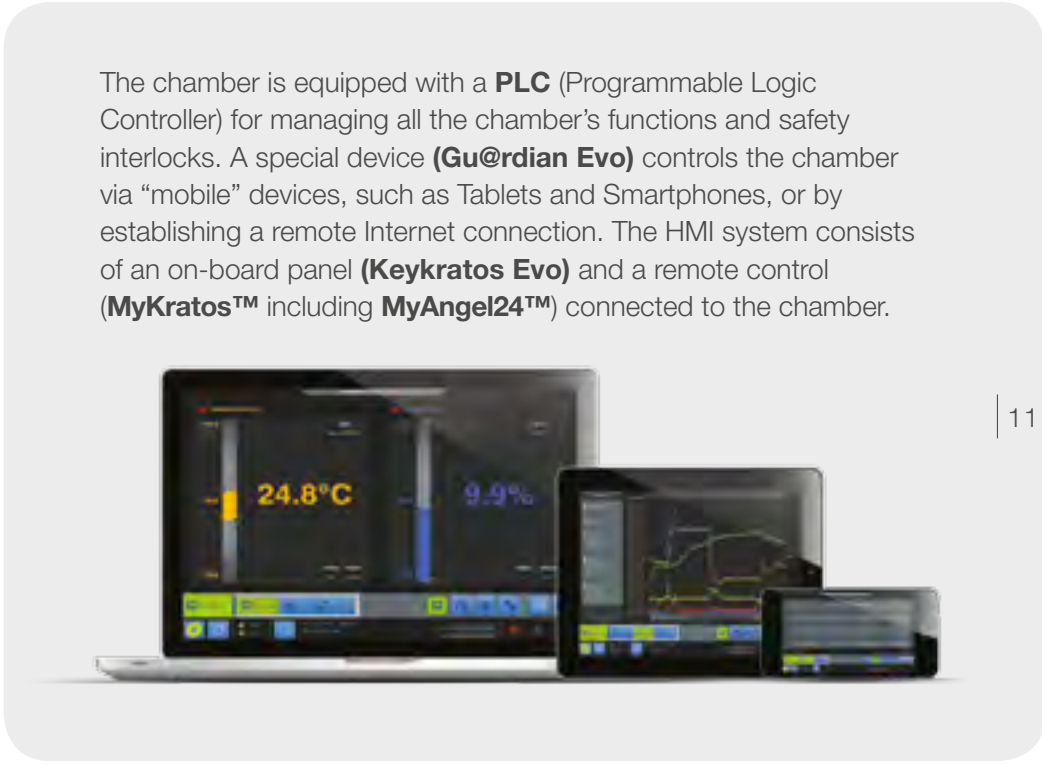 The chamber is equipped with a PLC (Programmable Logic
Controller) for managing all the chamber’s functions and safety
interlocks. A special device (Gu@rdian Evo) controls the chamber
via “mobile” devices, such as Tablets and Smartphones, or by
establishing a remote Internet connection. The HMI system consists
of an on-board panel (Keykratos Evo) and a remote control
(MyKratos™ including MyAngel24™) connected to the chamber.
11
24.8°C
9.9%